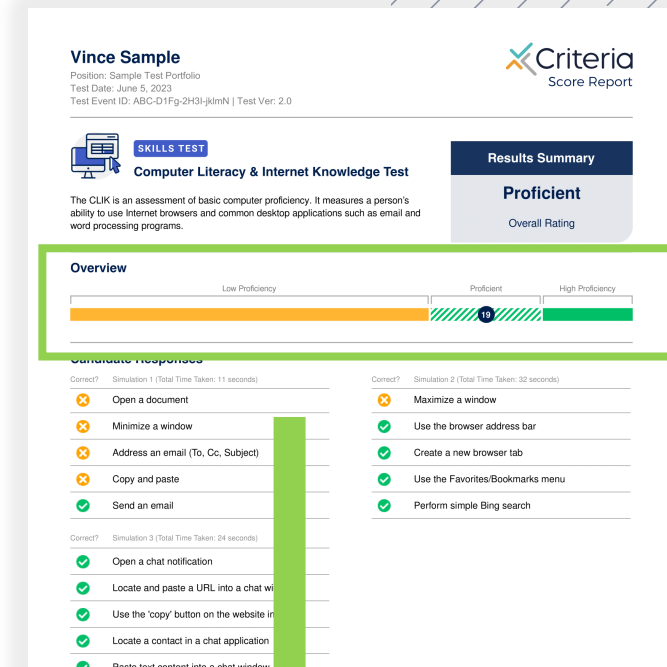 Vince Sample
Position: Sample Test Portfolio
Test Date: June 5, 2023
Test Event ID: ABC-D1Fg-2H3I-jklmN | Test Ver: 2.0
Criteria
Score Report
SKILLS TEST
Computer Literacy & Internet Knowledge Test
The CLIK is an assessment of basic computer proficiency. It measures a person's
ability to use Internet browsers and common desktop applications such as email and
word processing programs.
Results Summary
Proficient
Overall Rating
Overview
Low Proficiency
Proficient
High Proficiency
19
Candidate Responses
Correct? Simulation 1 (Total Time Taken: 11 seconds)
Open a document
Minimize a window
Address an email (To, Cc, Subject)
Copy and paste
Send an email
Correct? Simulation 2 (Total Time Taken: 32 seconds)
Maximize a window
Use the browser address bar
Create a new browser tab
Use the Favorites/Bookmarks menu
Perform simple Bing search
Correct? Simulation 3 (Total Time Taken: 24 seconds)
Open a chat notification
Locate and paste a URL into a chat wi
Use the 'copy' button on the website in
Locate a contact in a chat application
Paste text content into a chat window